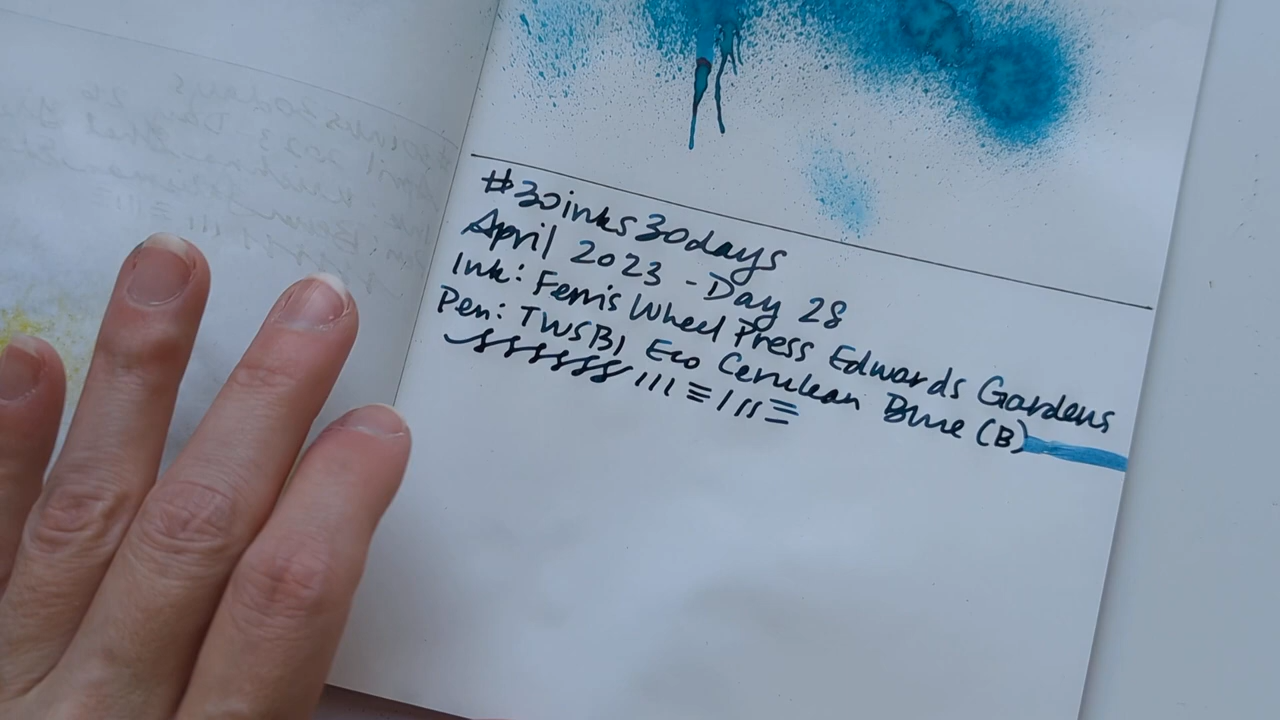 #30inks30days
April 2023 - Day 28
Ink: Ferris Wheel Press Edwards Gardens
Pen: TWSBI Eco Cerulean Blue (B)